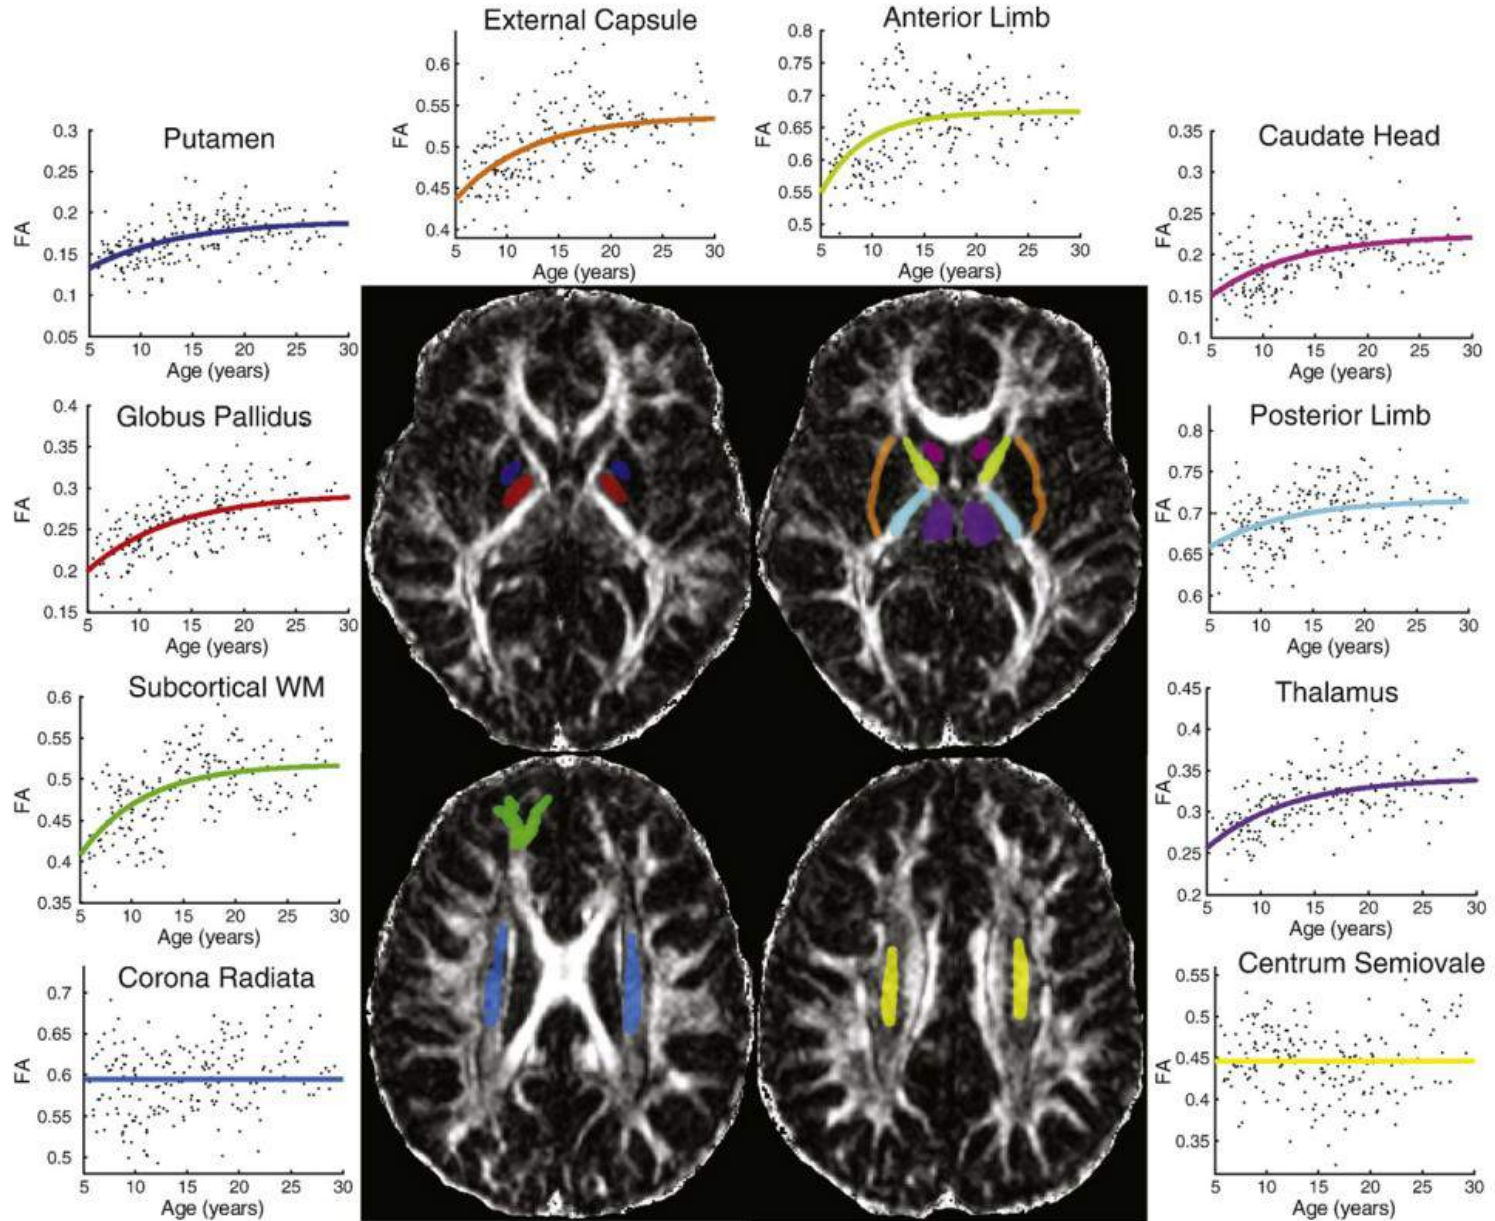 External Capsule
FA
0.6
0.55
0.5
0.45
0.4
5 10 15 20 25 30
Age (years)
Anterior Limb
FA
0.8
0.75
0.7
0.65
0.6
0.55
0.5
5 10 15 20 25 30
Age (years)
Putamen
FA
0.3
0.25
0.2
0.15
0.1
0.05
5 10 15 20 25 30
Age (years)
Caudate Head
FA
0.35
0.3
0.25
0.2
0.15
0.1
5 10 15 20 25 30
Age (years)
Globus Pallidus
FA
0.4
0.35
0.3
0.25
0.2
0.15
5 10 15 20 25 30
Age (years)
Posterior Limb
FA
0.8
0.75
0.7
0.65
0.6
5 10 15 20 25 30
Age (years)
Subcortical WM
FA
0.6
0.55
0.5
0.45
0.4
0.35
5 10 15 20 25 30
Age (years)
Thalamus
FA
0.45
0.4
0.35
0.3
0.25
0.2
5 10 15 20 25 30
Age (years)
Corona Radiata
FA
0.7
0.65
0.6
0.55
0.5
5 10 15 20 25 30
Age (years)
Centrum Semiovale
FA
0.55
0.5
0.45
0.4
0.35
5 10 15 20 25 30
Age (years)